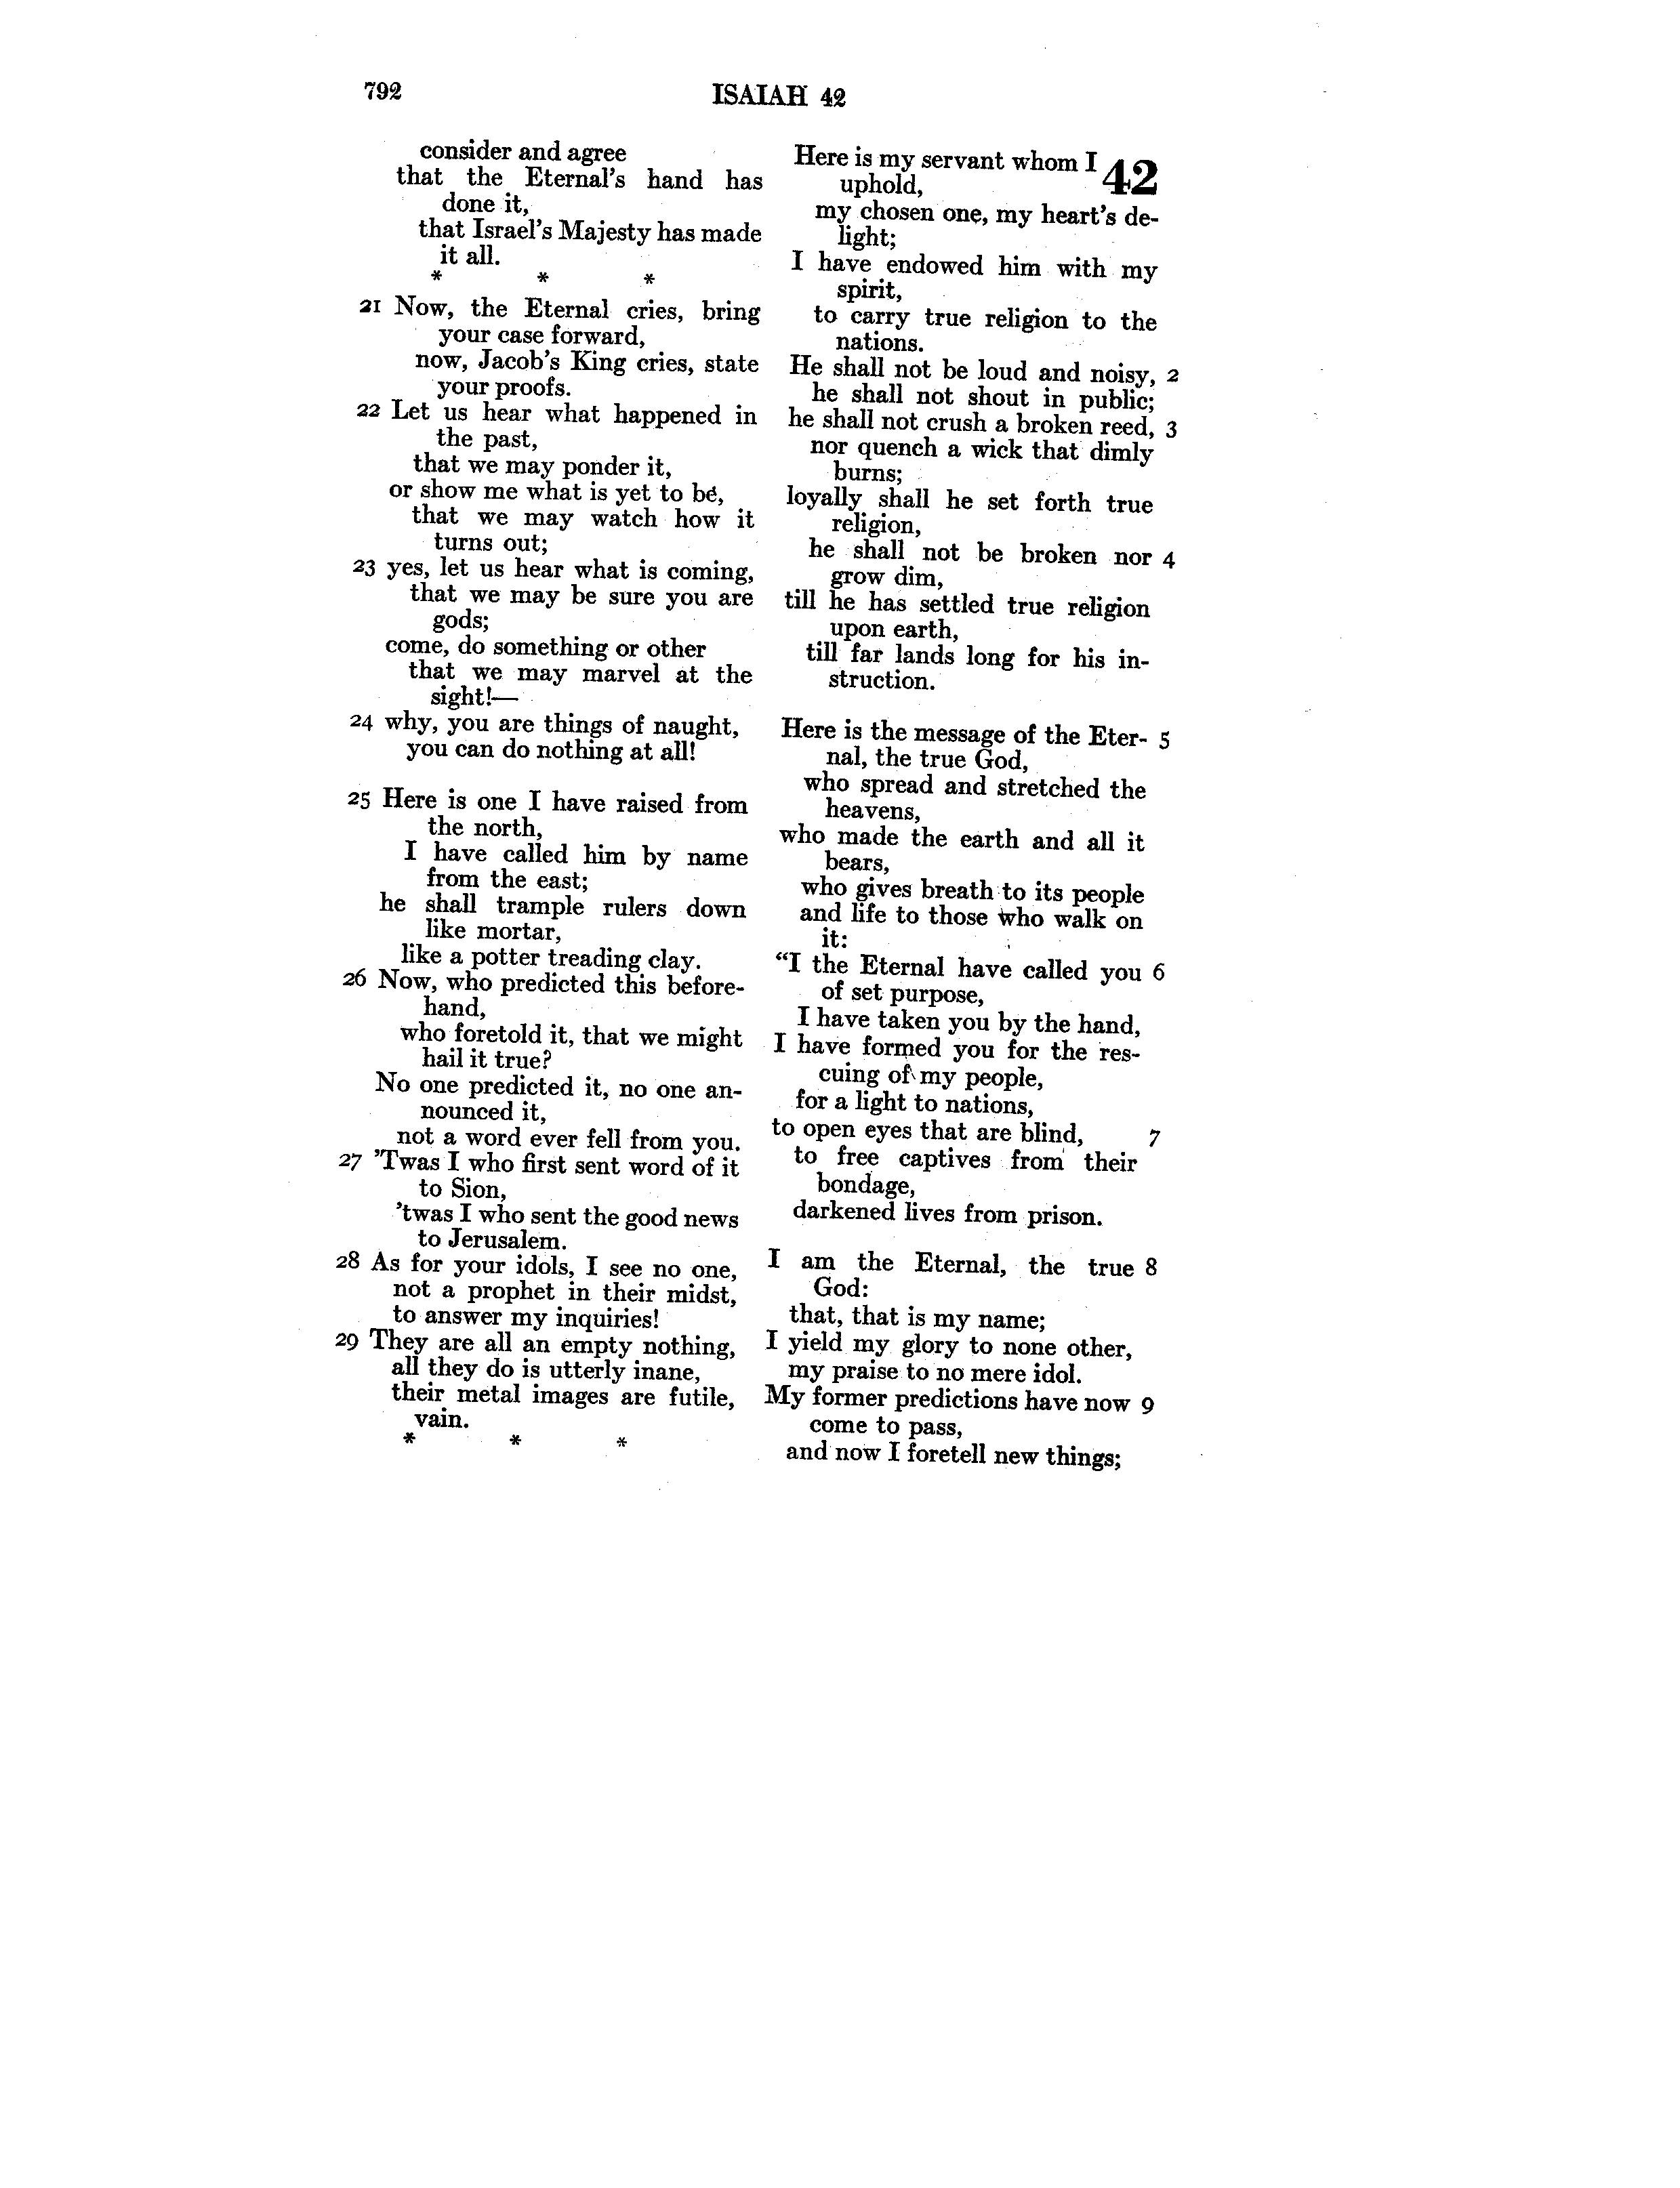 792
ISAIAH 42
consider and agree
that the Eternal's hand has
done it,
that Israel's Majesty has made
it all.
* * *
21 Now, the Eternal cries, bring
your case forward,
now, Jacob's King cries, state
your proofs.
22 Let us hear what happened in
the past,
that we may ponder it,
or show me what is yet to be,
that we may watch how it
turns out;
23 yes, let us hear what is coming,
that we may be sure you are
gods;
come, do something or other
that we may marvel at the
sight!—
24 why, you are things of naught,
you can do nothing at all!
25 Here is one I have raised from
the north,
I have called him by name
from the east;
he shall trample rulers down
like mortar,
like a potter treading clay.
26 Now, who predicted this before-
hand,
who foretold it, that we might
hail it true?
No one predicted it, no one an-
nounced it,
not a word ever fell from you.
27 'Twas I who first sent word of it
to Sion,
'twas I who sent the good news
to Jerusalem.
28 As for your idols, I see no one,
not a prophet in their midst,
to answer my inquiries!
29 They are all an empty nothing,
all they do is utterly inane,
their metal images are futile,
vain.
* * *
Here is my servant whom I 42
uphold,
my chosen one, my heart's de-
light;
I have endowed him with my
spirit,
to carry true religion to the
nations.
He shall not be loud and noisy, 2
he shall not shout in public;
he shall not crush a broken reed, 3
nor quench a wick that dimly
burns;
loyally shall he set forth true
religion,
he shall not be broken nor 4
grow dim,
till he has settled true religion
upon earth,
till far lands long for his in-
struction.
Here is the message of the Eter- 5
nal, the true God,
who spread and stretched the
heavens,
who made the earth and all it
bears,
who gives breath to its people
and life to those who walk on
it:
"I the Eternal have called you 6
of set purpose,
I have taken you by the hand,
I have formed you for the res-
cuing of my people,
for a light to nations,
to open eyes that are blind, 7
to free captives from their
bondage,
darkened lives from prison.
I am the Eternal, the true 8
God:
that, that is my name;
I yield my glory to none other,
my praise to no mere idol.
My former predictions have now 9
come to pass,
and now I foretell new things;